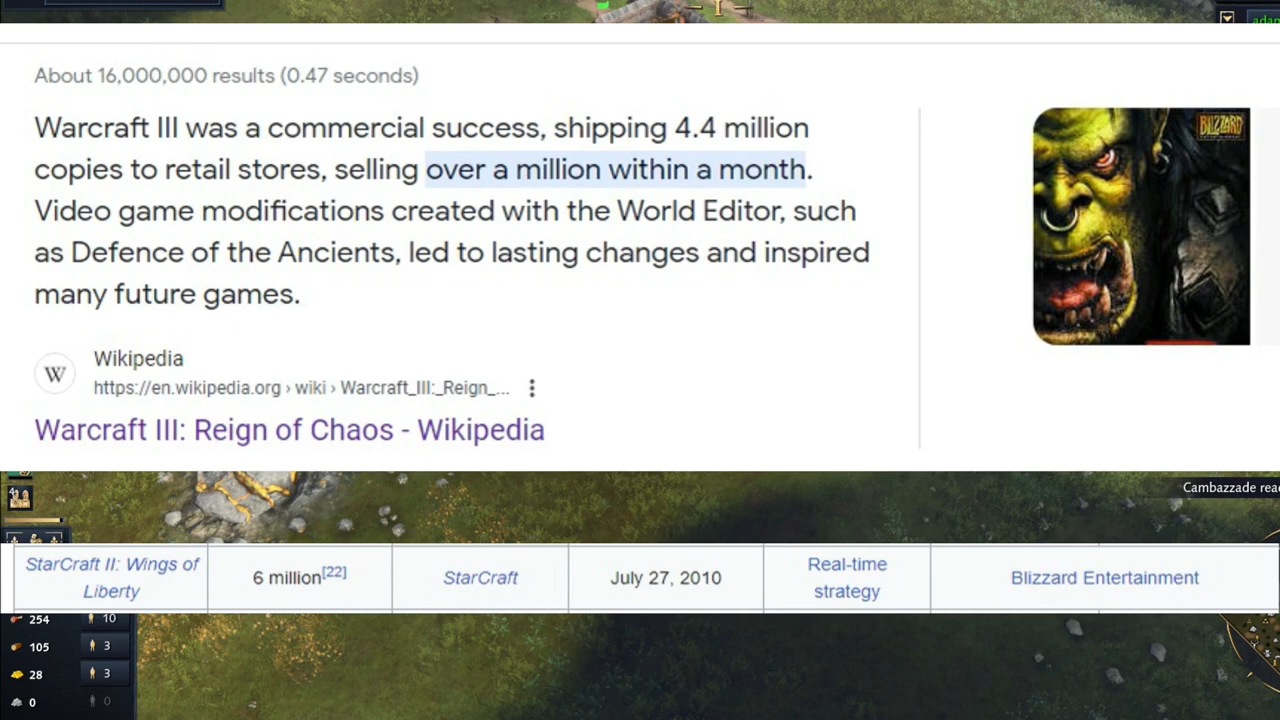 adam
About 16,000,000 results (0.47 seconds)
Warcraft III was a commercial success, shipping 4.4 million
copies to retail stores, selling over a million within a month.
Video game modifications created with the World Editor, such
as Defence of the Ancients, led to lasting changes and inspired
many future games.
BLIZZARD
W
Wikipedia
https://en.wikipedia.org › wiki › Warcraft_III:_Reign_...
Warcraft III: Reign of Chaos - Wikipedia
4
Cambazzade rea
StarCraft II: Wings of
Liberty
6 million[22]
StarCraft
July 27, 2010
Real-time
strategy
Blizzard Entertainment
254 10
105 3
28 3
0 0